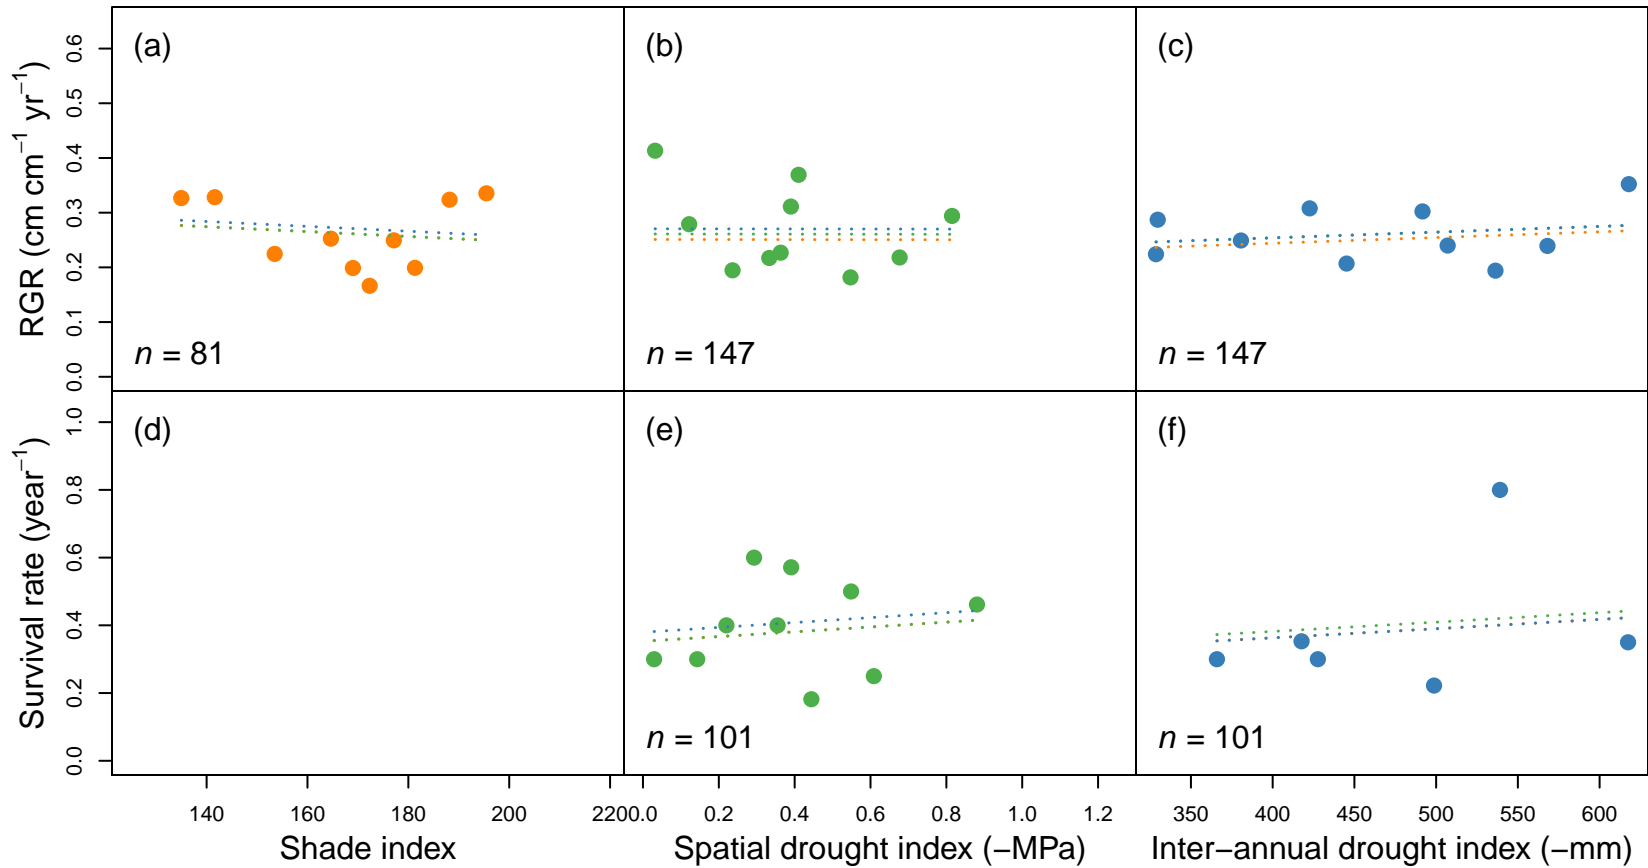 (a)
(b)
(c)
RGR (cm cm⁻¹ yr⁻¹)
0.6
0.5
0.4
0.3
0.2
0.1
0.0
n = 81
n = 147
n = 147
(d)
(e)
(f)
Survival rate (year⁻¹)
1.0
0.8
0.6
0.4
0.2
0.0
n = 101
n = 101
140 160 180 200 220
0.0 0.2 0.4 0.6 0.8 1.0 1.2
350 400 450 500 550 600
Shade index
Spatial drought index (−MPa)
Inter−annual drought index (−mm)